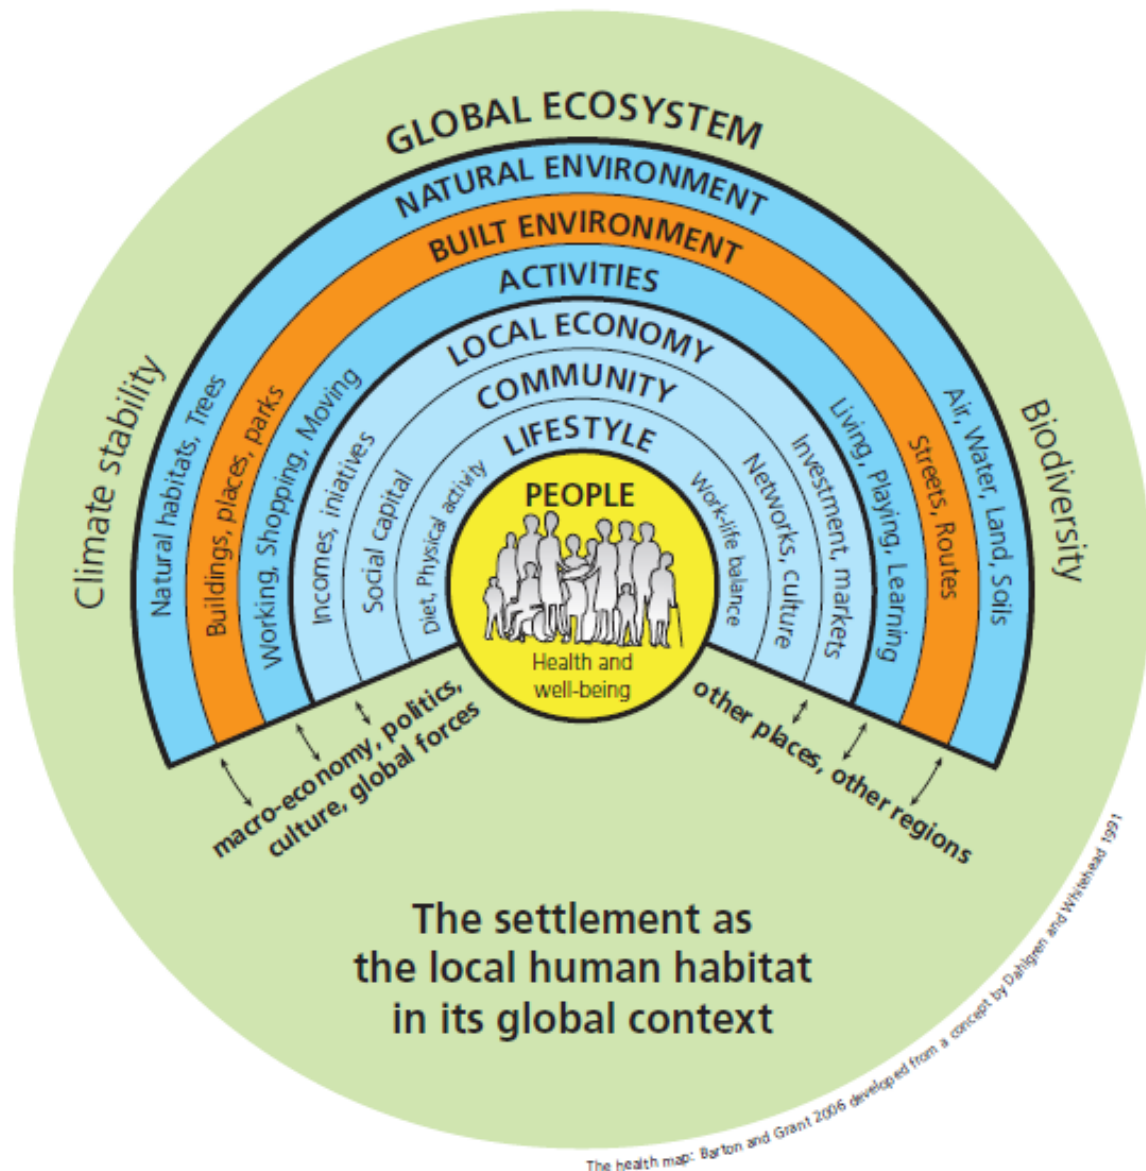 GLOBAL ECOSYSTEM
NATURAL ENVIRONMENT
BUILT ENVIRONMENT
ACTIVITIES
LOCAL ECONOMY
COMMUNITY
LIFESTYLE
PEOPLE
Health and
well-being
Climate stability
Natural habitats, Trees
Buildings, places, parks
Working, Shopping, Moving
Incomes, iniatives
Social capital
Diet, Physical activity
Work-life balance
Networks, culture
Investment, markets
Living, Playing, Learning
Streets, Routes
Air, Water, Land, Soils
Biodiversity
macro-economy, politics,
culture, global forces
other places, other regions
The settlement as
the local human habitat
in its global context
The health map: Barton and Grant 2006 developed from a concept by Dahlgren and Whitehead 1991